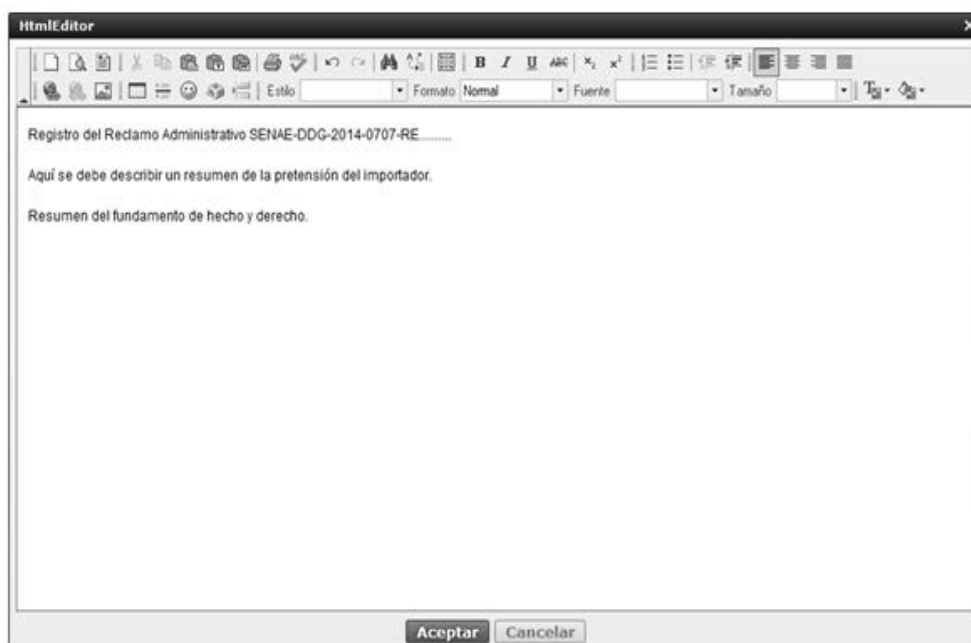 HtmlEditor
Estilo Formato Normal Fuente Tamaño
Registro del Reclamo Administrativo SENAE-DDG-2014-0707-RE.........
Aquí se debe describir un resumen de la pretensión del importador.
Resumen del fundamento de hecho y derecho.
Aceptar Cancelar